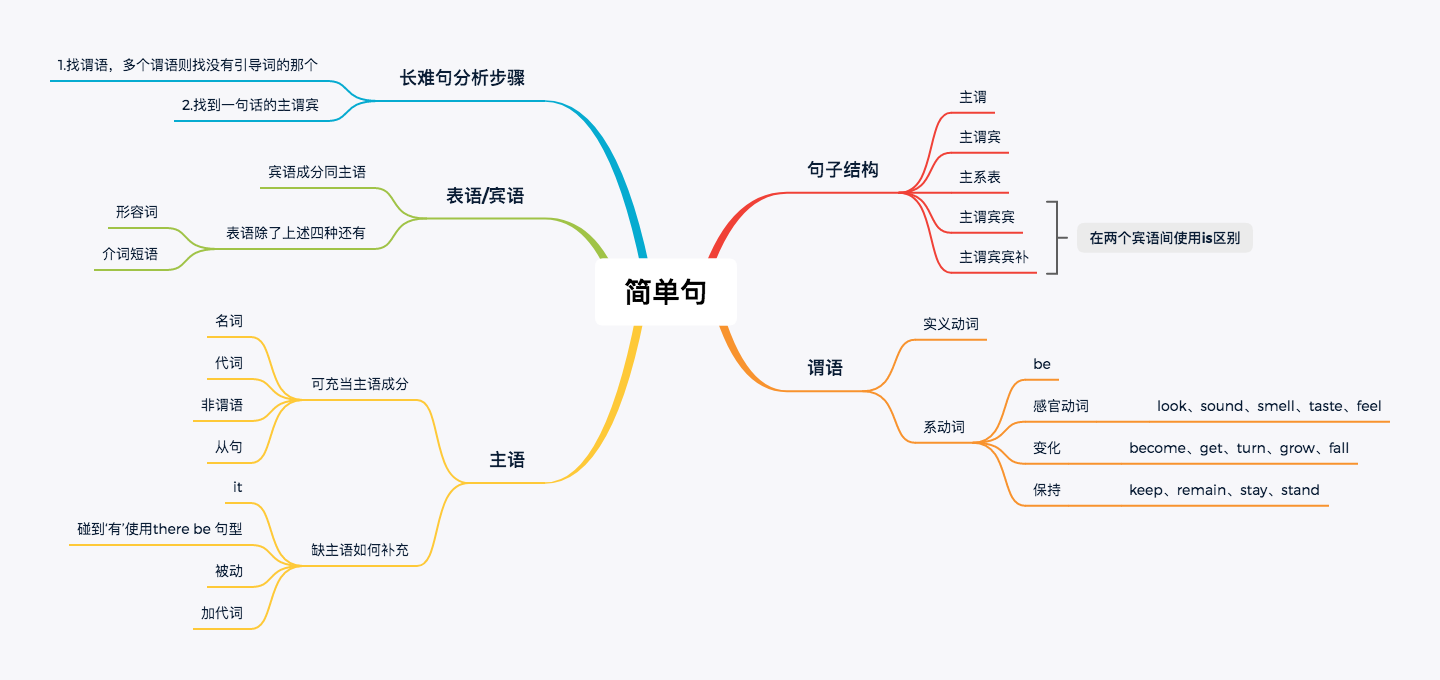 简单句
长难句分析步骤
1.找谓语，多个谓语则找没有引导词的那个
2.找到一句话的主谓宾
表语/宾语
宾语成分同主语
表语除了上述四种还有
形容词
介词短语
主语
可充当主语成分
名词
代词
非谓语
从句
缺主语如何补充
it
碰到'有'使用there be 句型
被动
加代词
句子结构
主谓
主谓宾
主系表
主谓宾宾
主谓宾宾补
在两个宾语间使用is区别
谓语
实义动词
系动词
be
感官动词 look、sound、smell、taste、feel
变化 become、get、turn、grow、fall
保持 keep、remain、stay、stand